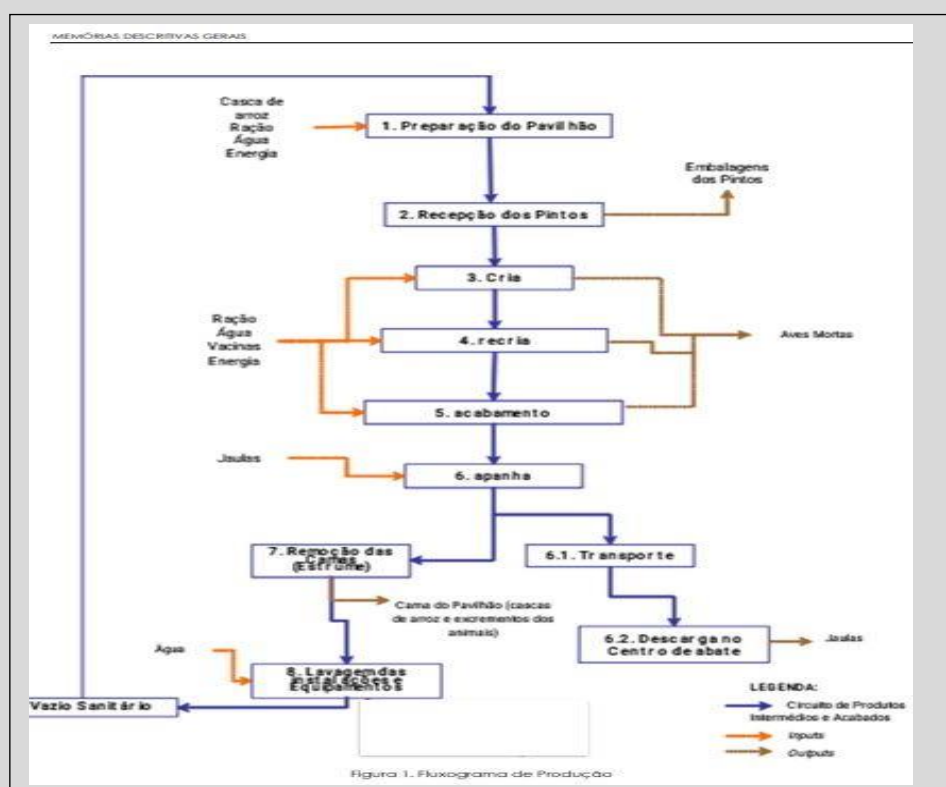 MEMÓRIAS DESCRITIVAS GERAIS
Casca de
arroz
Ração
Água
Energia
1. Preparação do Pavilhão
Embalagens
dos Pintos
2. Recepção dos Pintos
3. Cria
Ração
Água
Vacinas
Energia
4. recria
Aves Mortas
5. acabamento
Jaulas
6. apanha
7. Remoção das
Camas
(Estrume)
6.1. Transporte
Cama do Pavilhão (cascas
de arroz e excrementos dos
animais)
6.2. Descarga no
Centro de abate
Jaulas
Água
8. Lavagem das
instalações e
Equipamentos
Vazio Sanitário
LEGENDA:
Circuito de Produtos
Intermédios e Acabados
Inputs
Outputs
Figura 1. Fluxograma de Produção